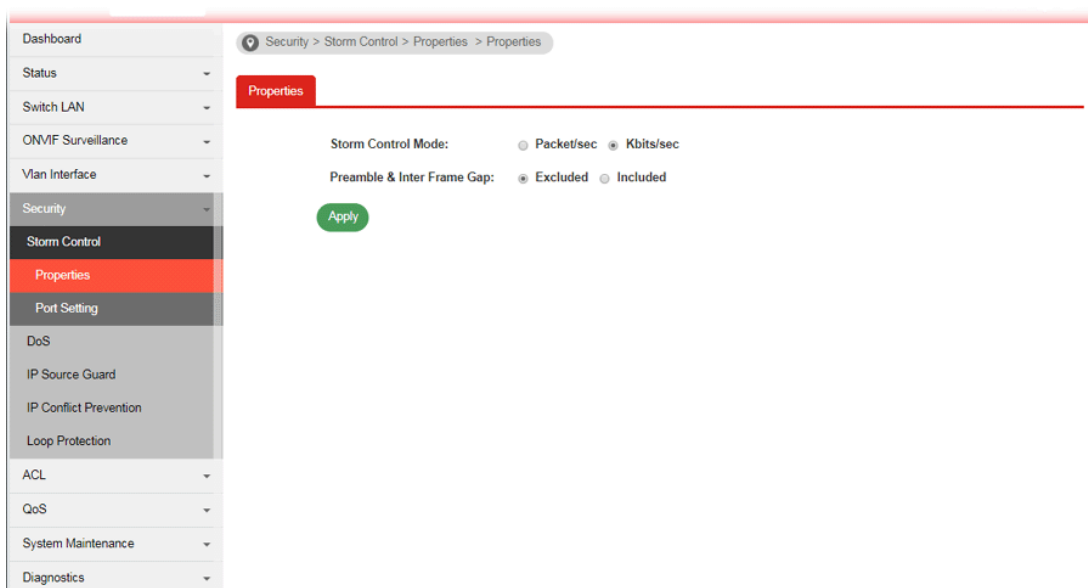 Dashboard
Status
Switch LAN
ONVIF Surveillance
Vlan Interface
Security
Storm Control
Properties
Port Setting
DoS
IP Source Guard
IP Conflict Prevention
Loop Protection
ACL
QoS
System Maintenance
Diagnostics
Security > Storm Control > Properties > Properties
Properties
Storm Control Mode: Packet/sec Kbits/sec
Preamble & Inter Frame Gap: Excluded Included
Apply